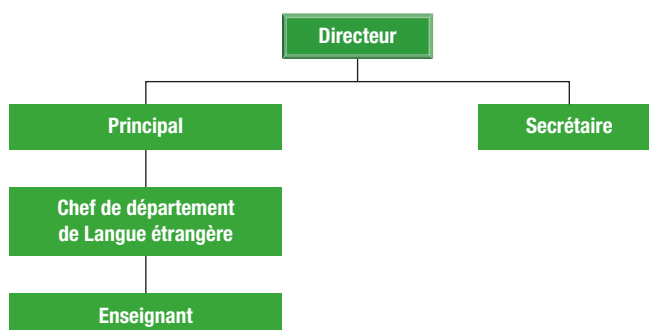 Directeur
Principal
Secrétaire
Chef de département
de Langue étrangère
Enseignant